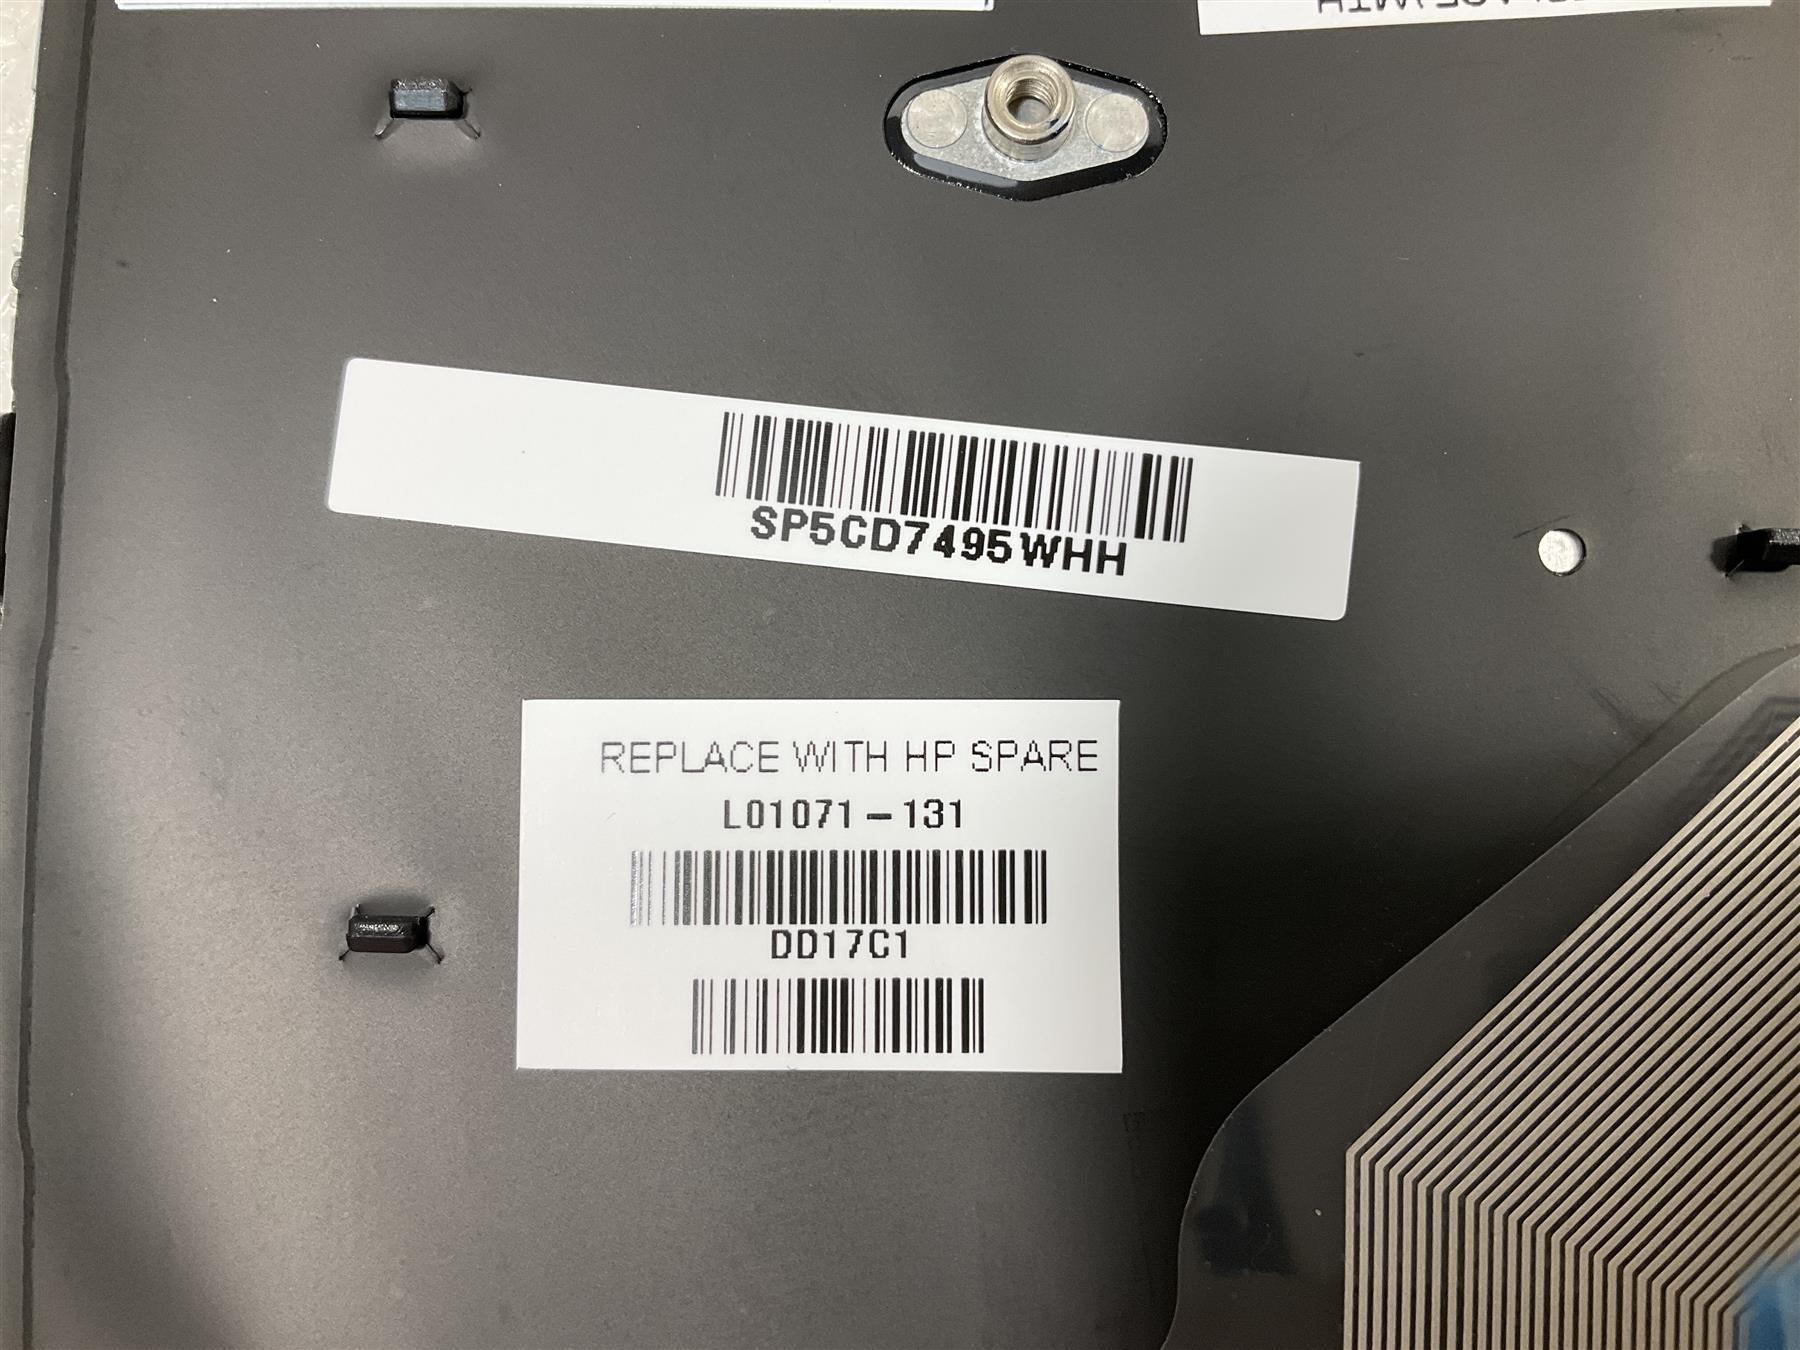 SP5CD7495WHH
REPLACE WITH HP SPARE
L01071-131
DD17C1